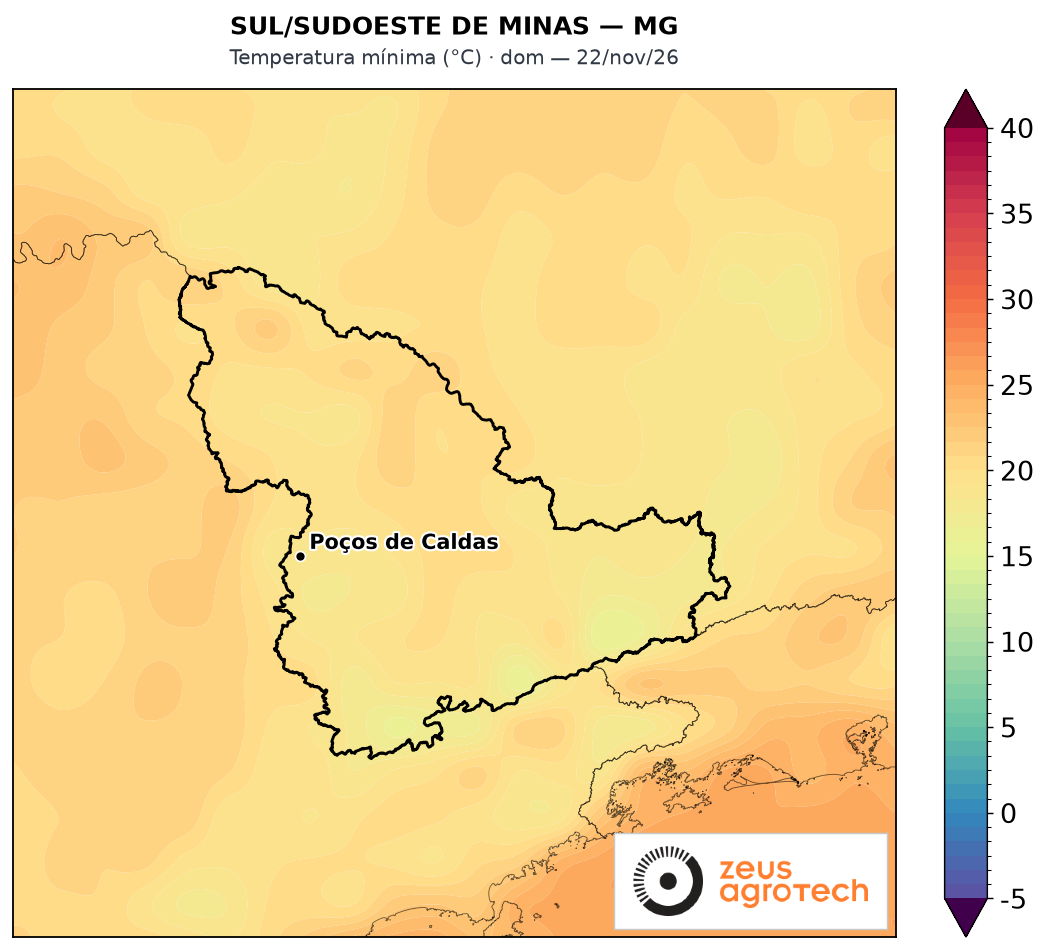 SUL/SUDOESTE DE MINAS — MG
Temperatura mínima (°C) · dom — 22/nov/26
40
35
30
25
20
15
10
5
0
-5
Poços de Caldas
zeus
agrotech